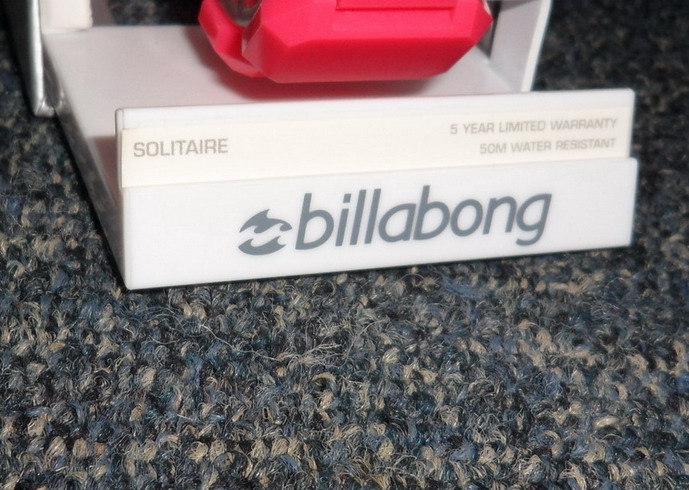 SOLITAIRE
5 YEAR LIMITED WARRANTY
50M WATER RESISTANT
billabong